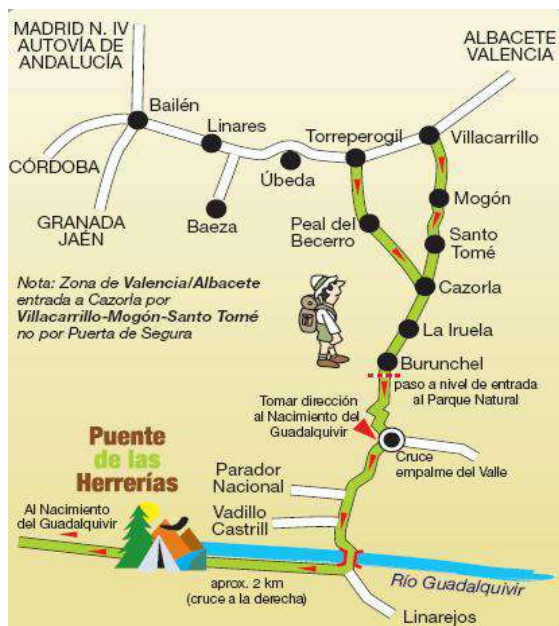 MADRID N. IV
AUTOVÍA DE
ANDALUCÍA
ALBACETE
VALENCIA
Bailén
Linares
Torreperogil
Villacarrillo
CÓRDOBA
Úbeda
GRANADA
JAÉN
Baeza
Peal del
Becerro
Mogón
Santo
Tomé
Nota: Zona de Valencia/Albacete
entrada a Cazorla por
Villacarrillo-Mogón-Santo Tomé
no por Puerta de Segura
Cazorla
La Iruela
Burunchel
paso a nivel de entrada
al Parque Natural
Tomar dirección
al Nacimiento del
Guadalquivir
Cruce
empalme del Valle
Puente
de las
Herrerías
Parador
Nacional
Vadillo
Castrill
Al Nacimiento
del Guadalquivir
aprox. 2 km
(cruce a la derecha)
Río Guadalquivir
Linarejos